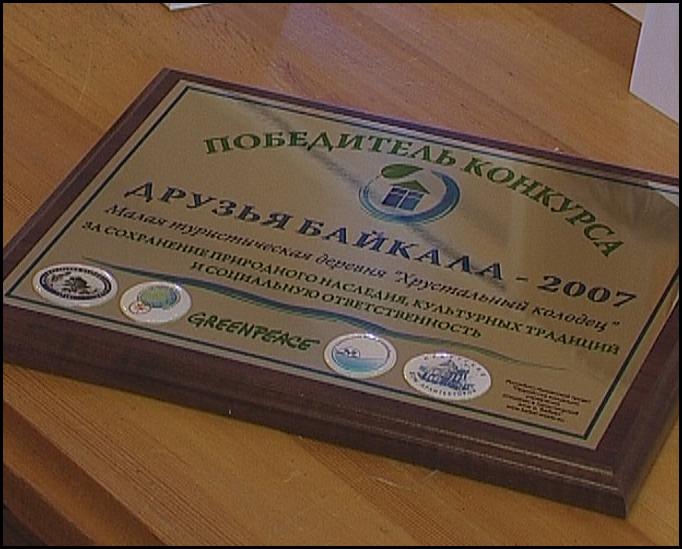 ПОБЕДИТЕЛЬ КОНКУРСА
ДРУЗЬЯ БАЙКАЛА - 2007
Малая туристическая деревня "Хрустальный колодец"
ЗА СОХРАНЕНИЕ ПРИРОДНОГО НАСЛЕДИЯ, КУЛЬТУРНЫХ ТРАДИЦИЙ
И СОЦИАЛЬНУЮ ОТВЕТСТВЕННОСТЬ
GREENPEACE